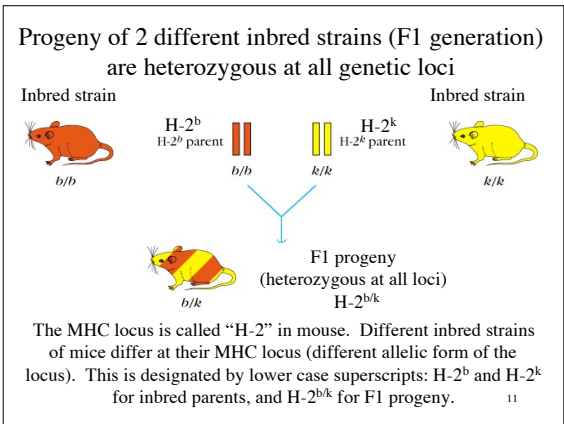 Progeny of 2 different inbred strains (F1 generation)
are heterozygous at all genetic loci
Inbred strain
Inbred strain
H-2ᵇ
H-2ᵇ parent
H-2ᵏ
H-2ᵏ parent
b/b
b/b
k/k
k/k
b/k
F1 progeny
(heterozygous at all loci)
H-2ᵇ/ᵏ
The MHC locus is called “H-2” in mouse. Different inbred strains
of mice differ at their MHC locus (different allelic form of the
locus). This is designated by lower case superscripts: H-2ᵇ and H-2ᵏ
for inbred parents, and H-2ᵇ/ᵏ for F1 progeny.
11